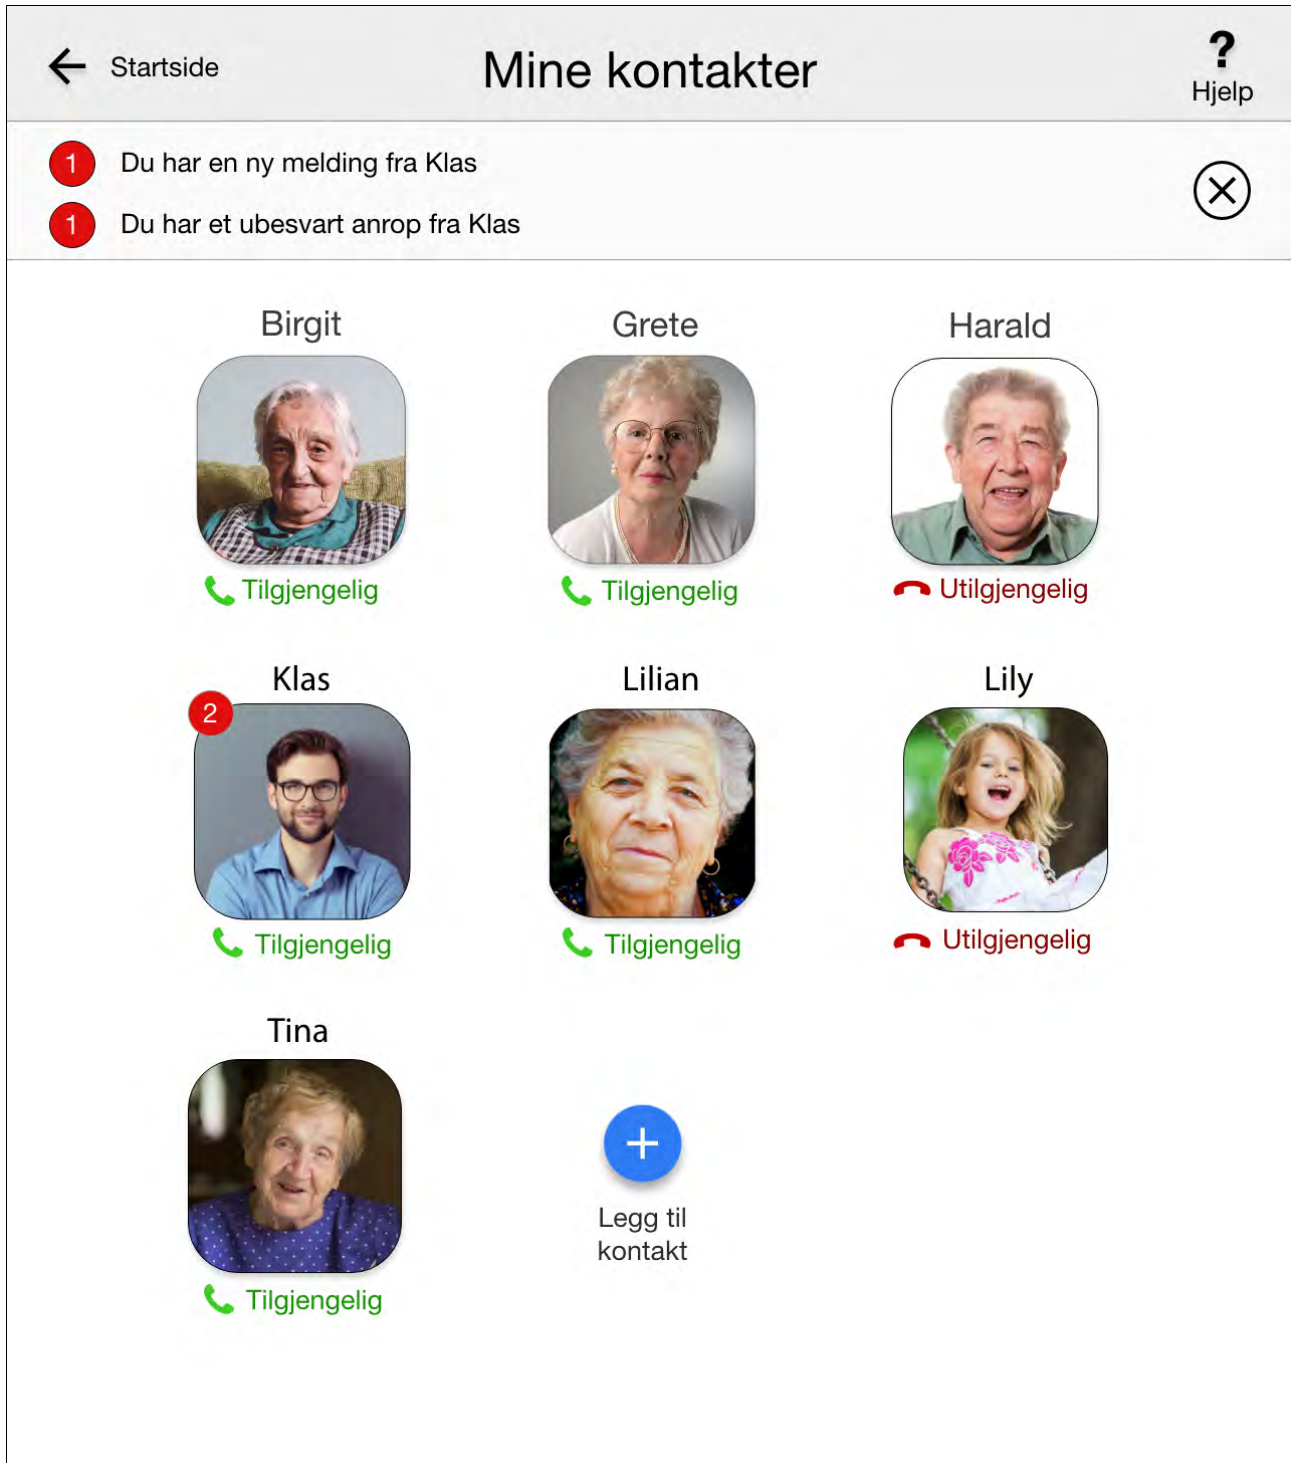 Startside
Mine kontakter
?
Hjelp
1 Du har en ny melding fra Klas
1 Du har et ubesvart anrop fra Klas
Birgit
Grete
Harald
Tilgjengelig
Tilgjengelig
Utilgjengelig
Klas
Lilian
Lily
2
Tilgjengelig
Tilgjengelig
Utilgjengelig
Tina
Tilgjengelig
Legg til
kontakt